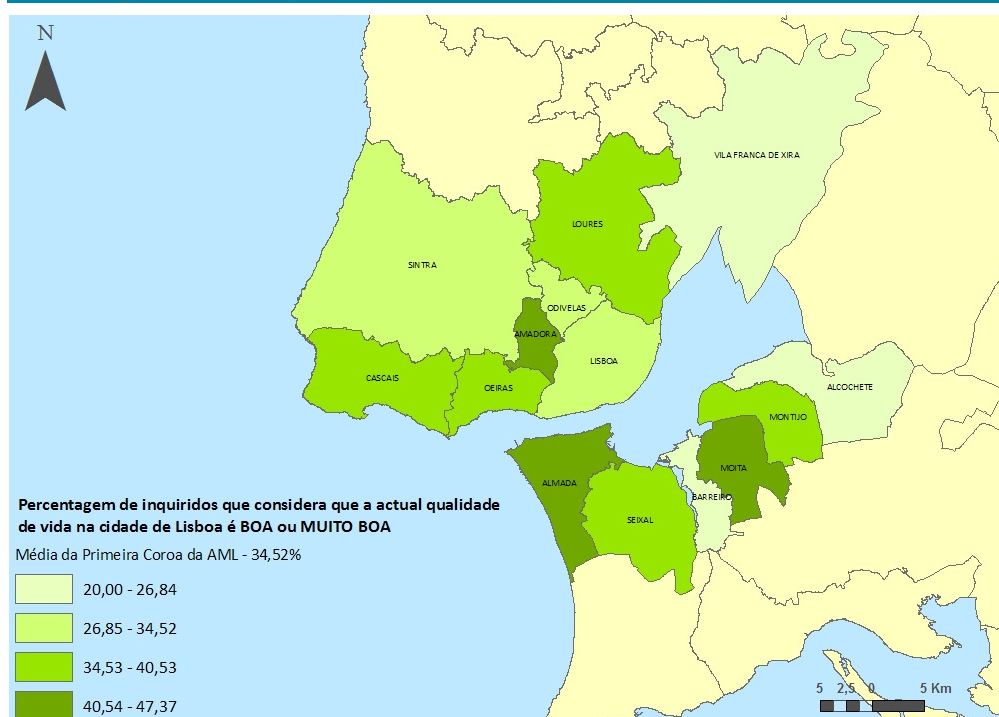 N
VILA FRANCA DE XIRA
LOURES
SINTRA
ODIVELAS
AMADORA
LISBOA
CASCAIS
OEIRAS
ALCOCHETE
MONTIJO
MOITA
ALMADA
BARREIRO
SEIXAL
Percentagem de inquiridos que considera que a actual qualidade
de vida na cidade de Lisboa é BOA ou MUITO BOA
Média da Primeira Coroa da AML - 34,52%
20,00 - 26,84
26,85 - 34,52
34,53 - 40,53
40,54 - 47,37
5 2,5 0 5 Km